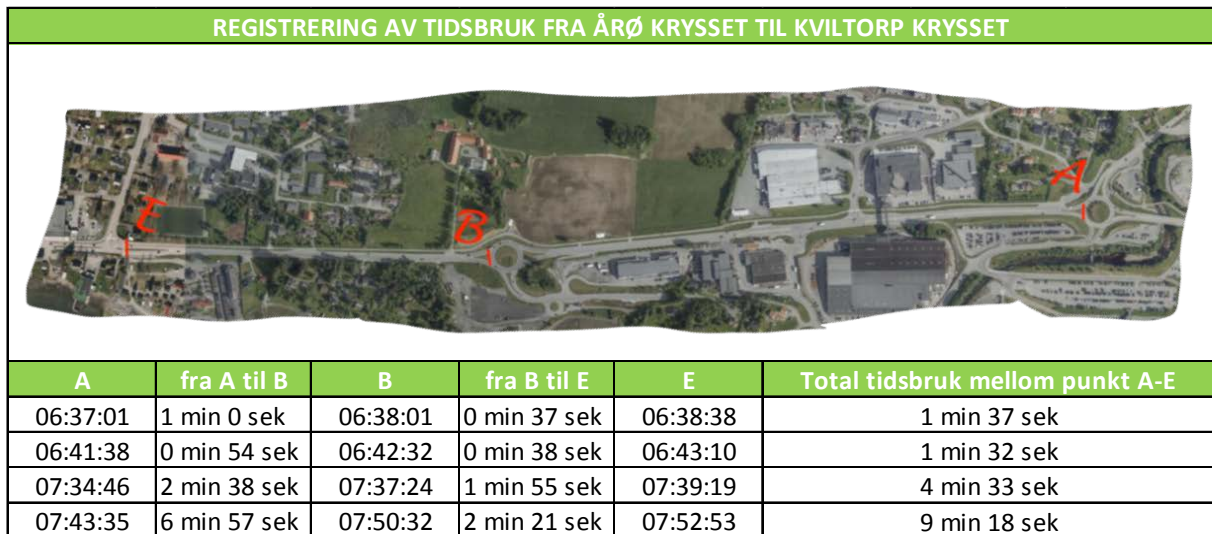 REGISTRERING AV TIDSBRUK FRA ÅRØ KRYSSET TIL KVILTORP KRYSSET
E B A
A fra A til B B fra B til E E Total tidsbruk mellom punkt A-E
06:37:01 1 min 0 sek 06:38:01 0 min 37 sek 06:38:38 1 min 37 sek
06:41:38 0 min 54 sek 06:42:32 0 min 38 sek 06:43:10 1 min 32 sek
07:34:46 2 min 38 sek 07:37:24 1 min 55 sek 07:39:19 4 min 33 sek
07:43:35 6 min 57 sek 07:50:32 2 min 21 sek 07:52:53 9 min 18 sek